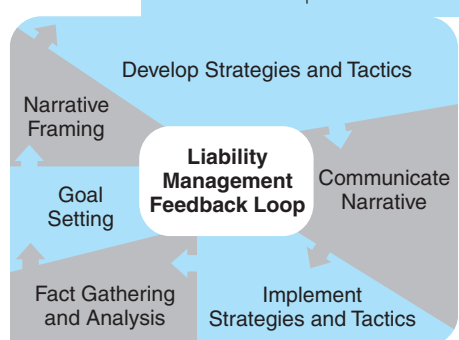 Develop Strategies and Tactics
Narrative
Framing
Liability
Management
Feedback Loop
Communicate
Narrative
Goal
Setting
Fact Gathering
and Analysis
Implement
Strategies and Tactics